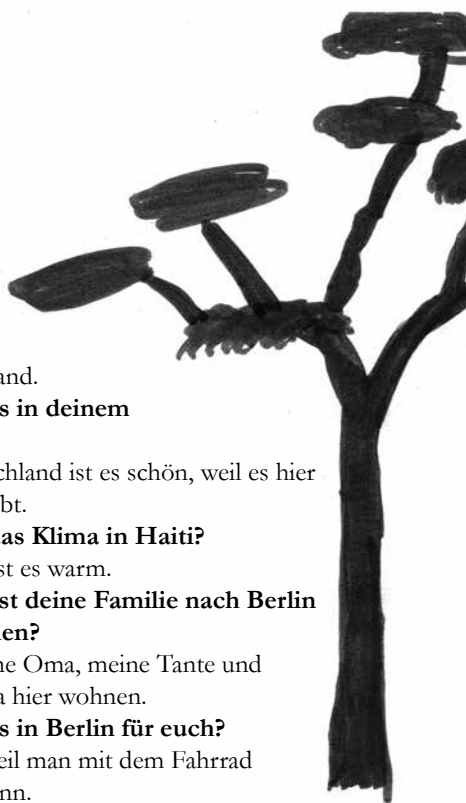 and.
s in deinem
chland ist es schön, weil es hier
bt.
as Klima in Haiti?
st es warm.
st deine Familie nach Berlin
en?
ne Oma, meine Tante und
a hier wohnen.
s in Berlin für euch?
eil man mit dem Fahrrad
nn.